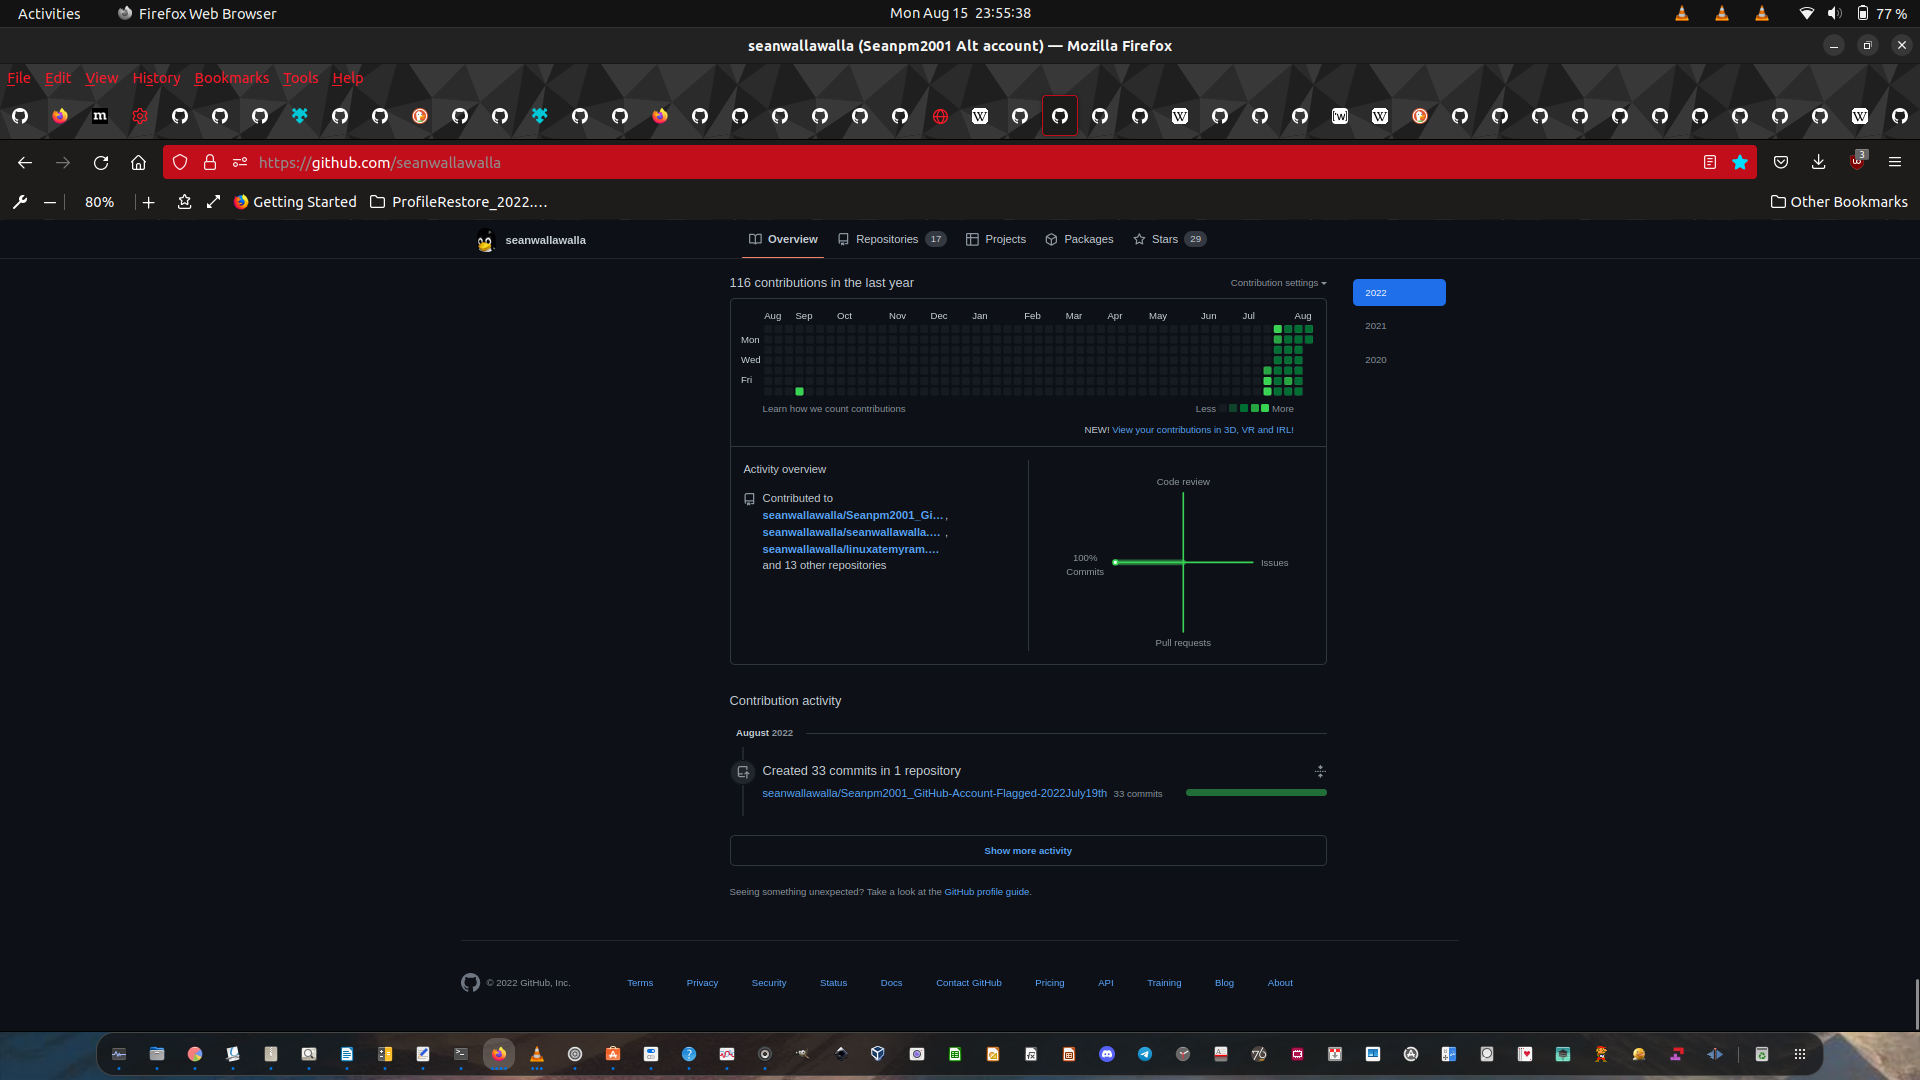 Activities
Firefox Web Browser
Mon Aug 15 23:55:38
77 %
seanwallawalla (Seanpm2001 Alt account) — Mozilla Firefox
File Edit View History Bookmarks Tools Help
https://github.com/seanwallawalla
3
80%
Getting Started
ProfileRestore_2022.…
Other Bookmarks
seanwallawalla
Overview
Repositories 17
Projects
Packages
Stars 29
116 contributions in the last year
Contribution settings
2022
2021
2020
Aug Sep Oct Nov Dec Jan Feb Mar Apr May Jun Jul Aug
Mon
Wed
Fri
Learn how we count contributions
Less
More
NEW! View your contributions in 3D, VR and IRL!
Activity overview
Contributed to
seanwallawalla/Seanpm2001_Gi… ,
seanwallawalla/seanwallawalla.… ,
seanwallawalla/linuxatemyram.…
and 13 other repositories
Code review
100%
Commits
Issues
Pull requests
Contribution activity
August 2022
Created 33 commits in 1 repository
seanwallawalla/Seanpm2001_GitHub-Account-Flagged-2022July19th 33 commits
Show more activity
Seeing something unexpected? Take a look at the GitHub profile guide.
© 2022 GitHub, Inc.
Terms
Privacy
Security
Status
Docs
Contact GitHub
Pricing
API
Training
Blog
About